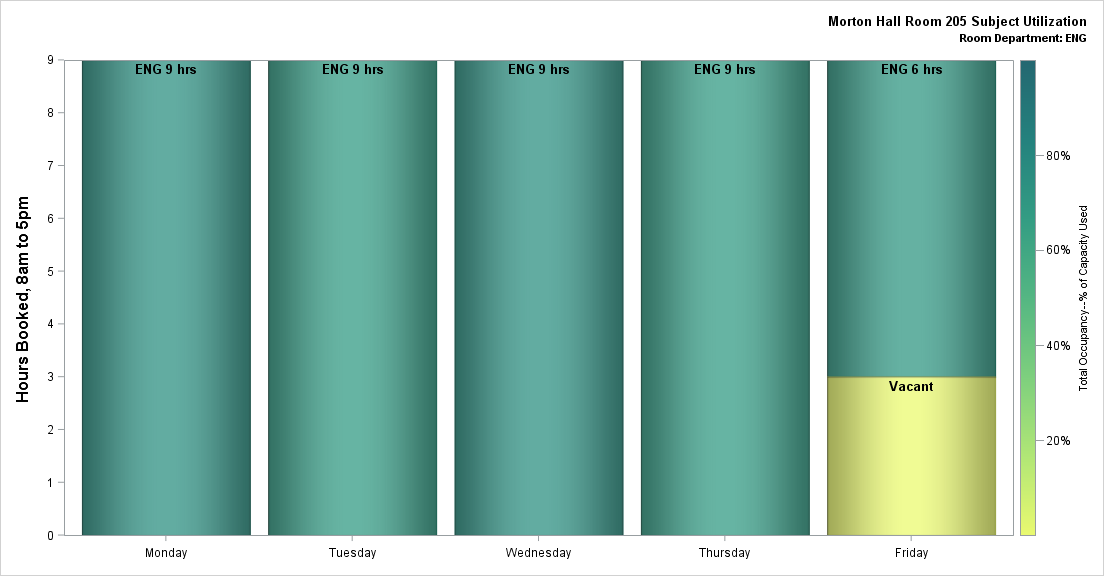 Morton Hall Room 205 Subject Utilization
Room Department: ENG
Hours Booked, 8am to 5pm
9
8
7
6
5
4
3
2
1
0
ENG 9 hrs
ENG 9 hrs
ENG 9 hrs
ENG 9 hrs
ENG 6 hrs
Vacant
Monday
Tuesday
Wednesday
Thursday
Friday
80%
60%
40%
20%
Total Occupancy--% of Capacity Used